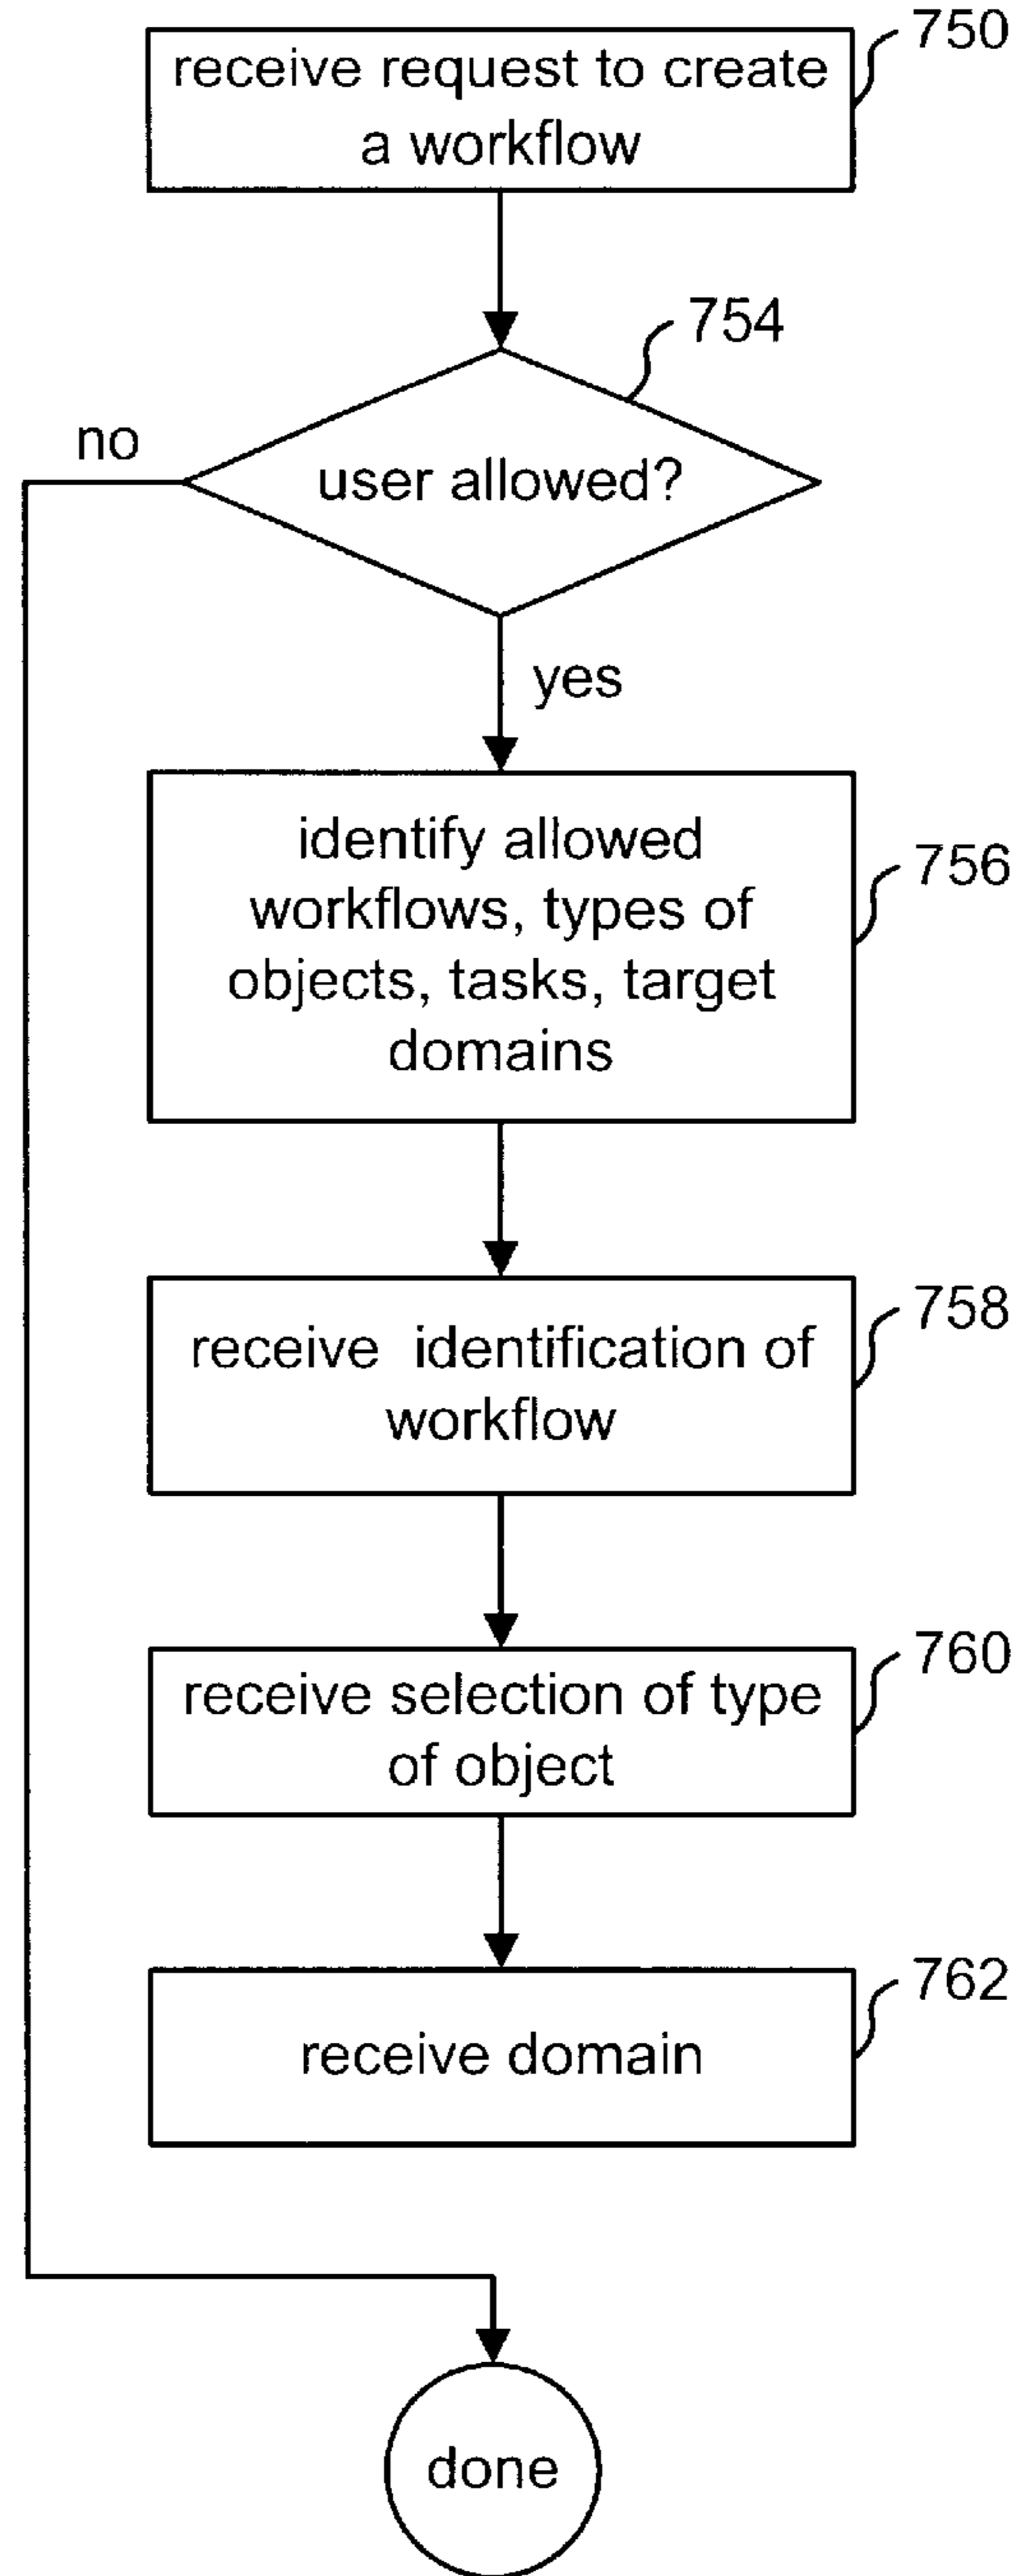 receive request to create
a workflow
750
754
no
user allowed?
yes
identify allowed
workflows, types of
objects, tasks, target
domains
756
receive identification of
workflow
758
receive selection of type
of object
760
receive domain
762
done